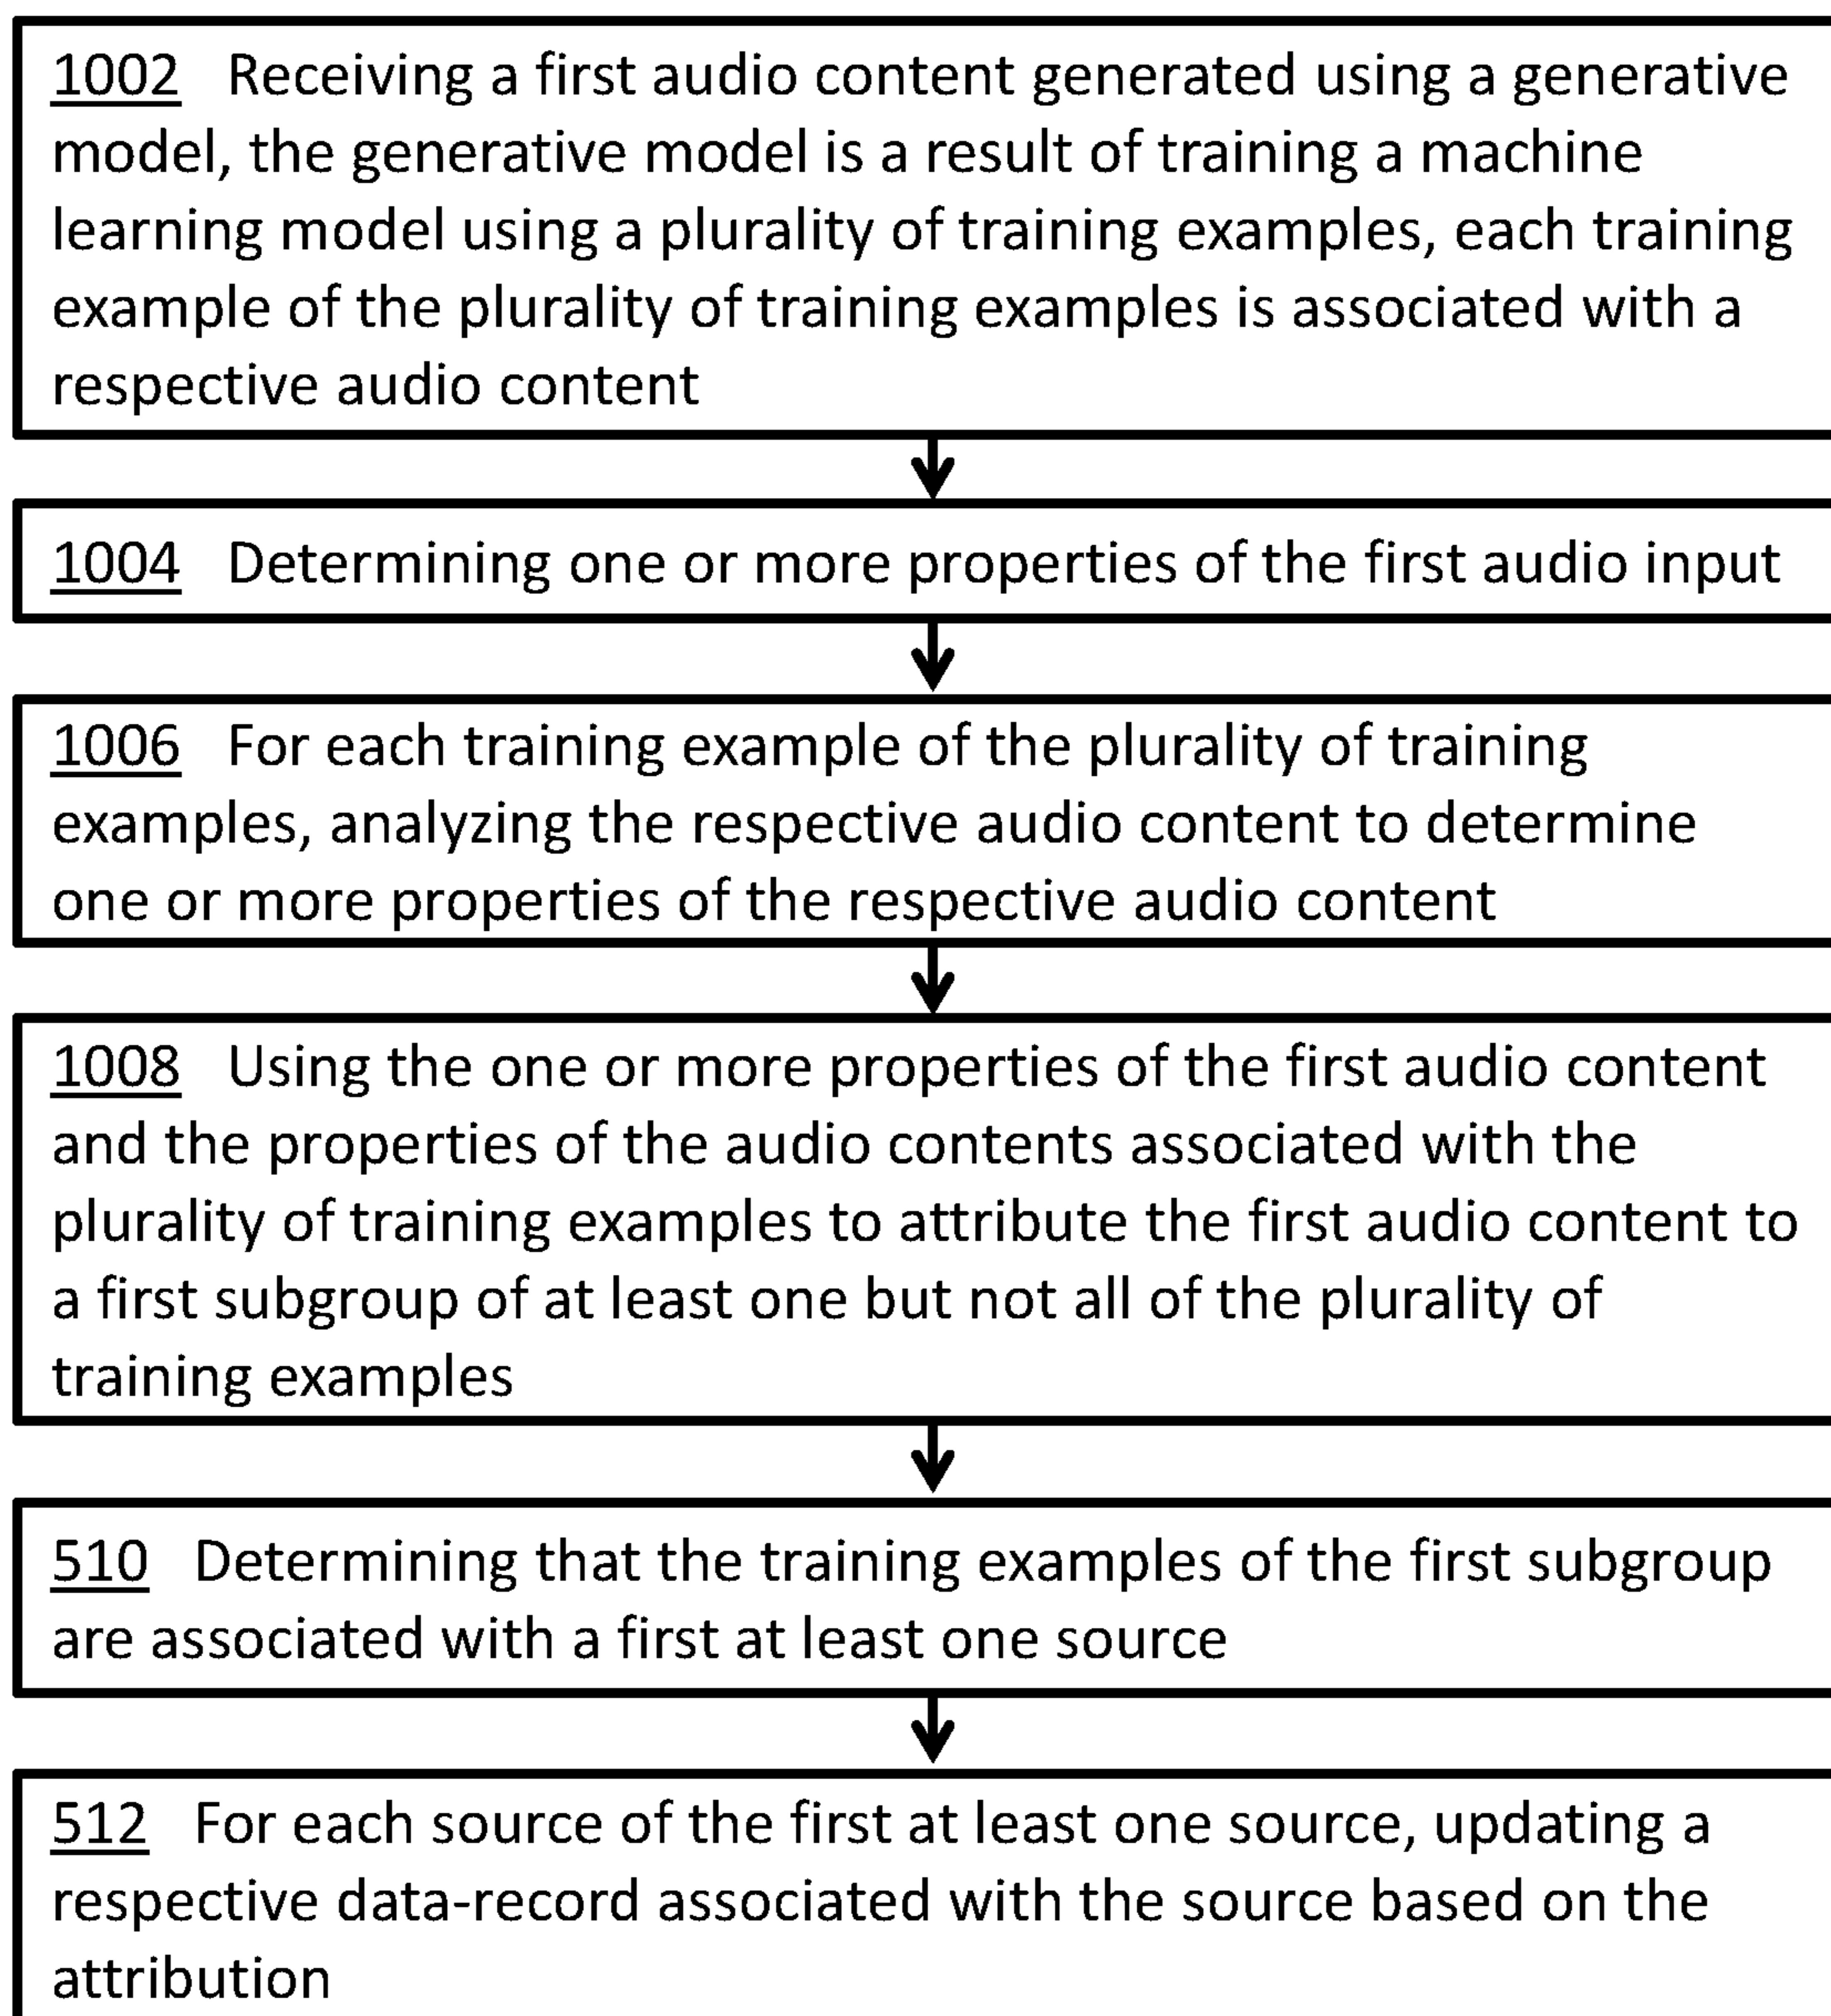 1002 Receiving a first audio content generated using a generative
model, the generative model is a result of training a machine
learning model using a plurality of training examples, each training
example of the plurality of training examples is associated with a
respective audio content
1004 Determining one or more properties of the first audio input
1006 For each training example of the plurality of training
examples, analyzing the respective audio content to determine
one or more properties of the respective audio content
1008 Using the one or more properties of the first audio content
and the properties of the audio contents associated with the
plurality of training examples to attribute the first audio content to
a first subgroup of at least one but not all of the plurality of
training examples
510 Determining that the training examples of the first subgroup
are associated with a first at least one source
512 For each source of the first at least one source, updating a
respective data-record associated with the source based on the
attribution